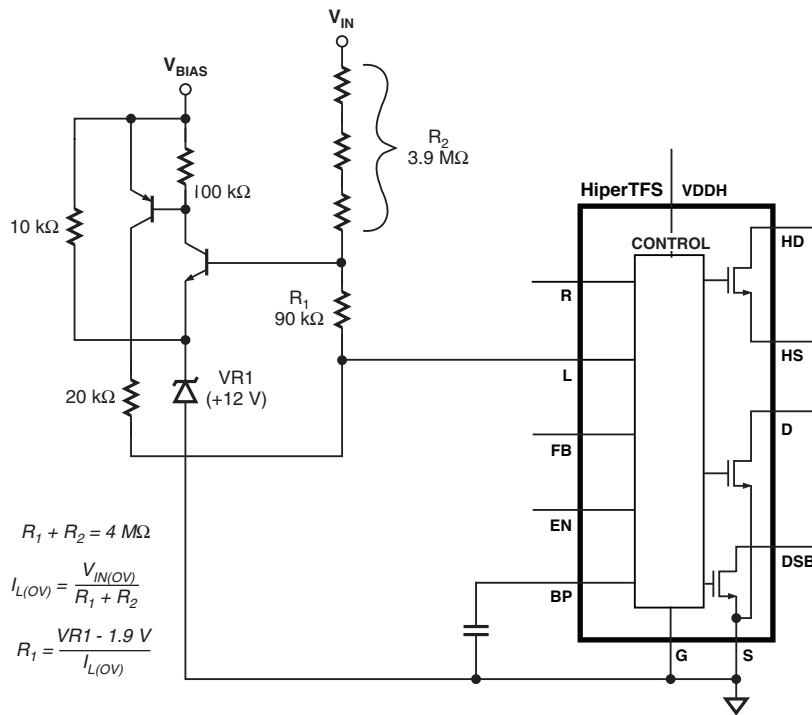 V_IN
V_BIAS
R_2
3.9 MΩ
100 kΩ
10 kΩ
HiperTFS
VDDH
CONTROL
HD
R
R_1
90 kΩ
HS
L
VR1
(+12 V)
20 kΩ
D
FB
EN
R_1 + R_2 = 4 MΩ
DSB
I_L(OV) = V_IN(OV) / (R_1 + R_2)
BP
R_1 = (VR1 - 1.9 V) / I_L(OV)
G
S